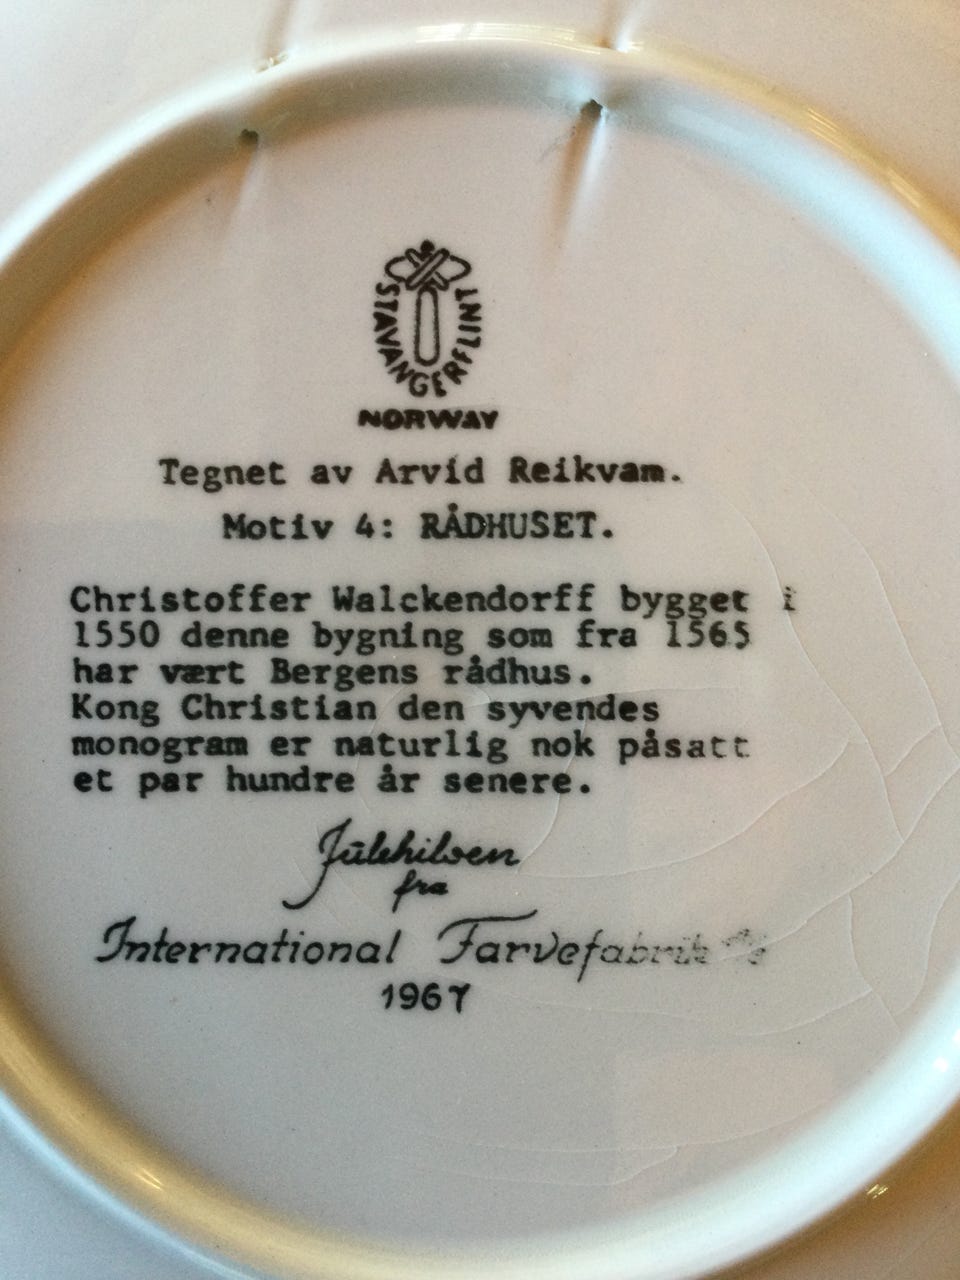 STAVANGERFLINT
NORWAY
Tegnet av Arvid Reikvam.
Motiv 4: RÅDHUSET.
Christoffer Walckendorff bygget i
1550 denne bygning som fra 1565
har vært Bergens rådhus.
Kong Christian den syvendes
monogram er naturlig nok påsatt
et par hundre år senere.
Julehilsen
fra
International Farvefabrik
1967